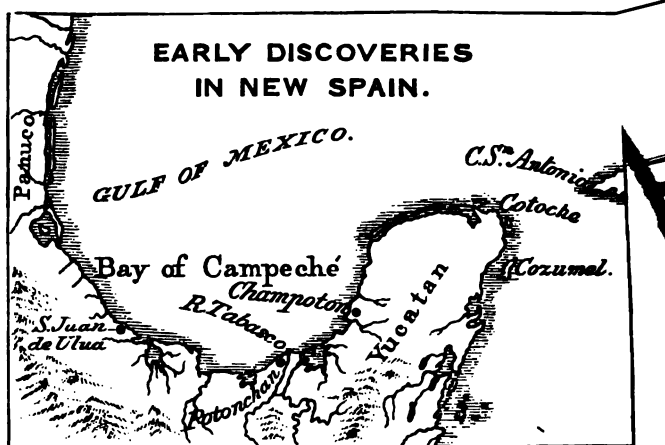 EARLY DISCOVERIES
IN NEW SPAIN.
GULF OF MEXICO.
Panuco
C. Sn. Antonio
Cotoche
Bay of Campeché
I. Cozumel.
Champoton
R. Tabasco
Yucatan
S. Juan
de Ulua
Potonchan